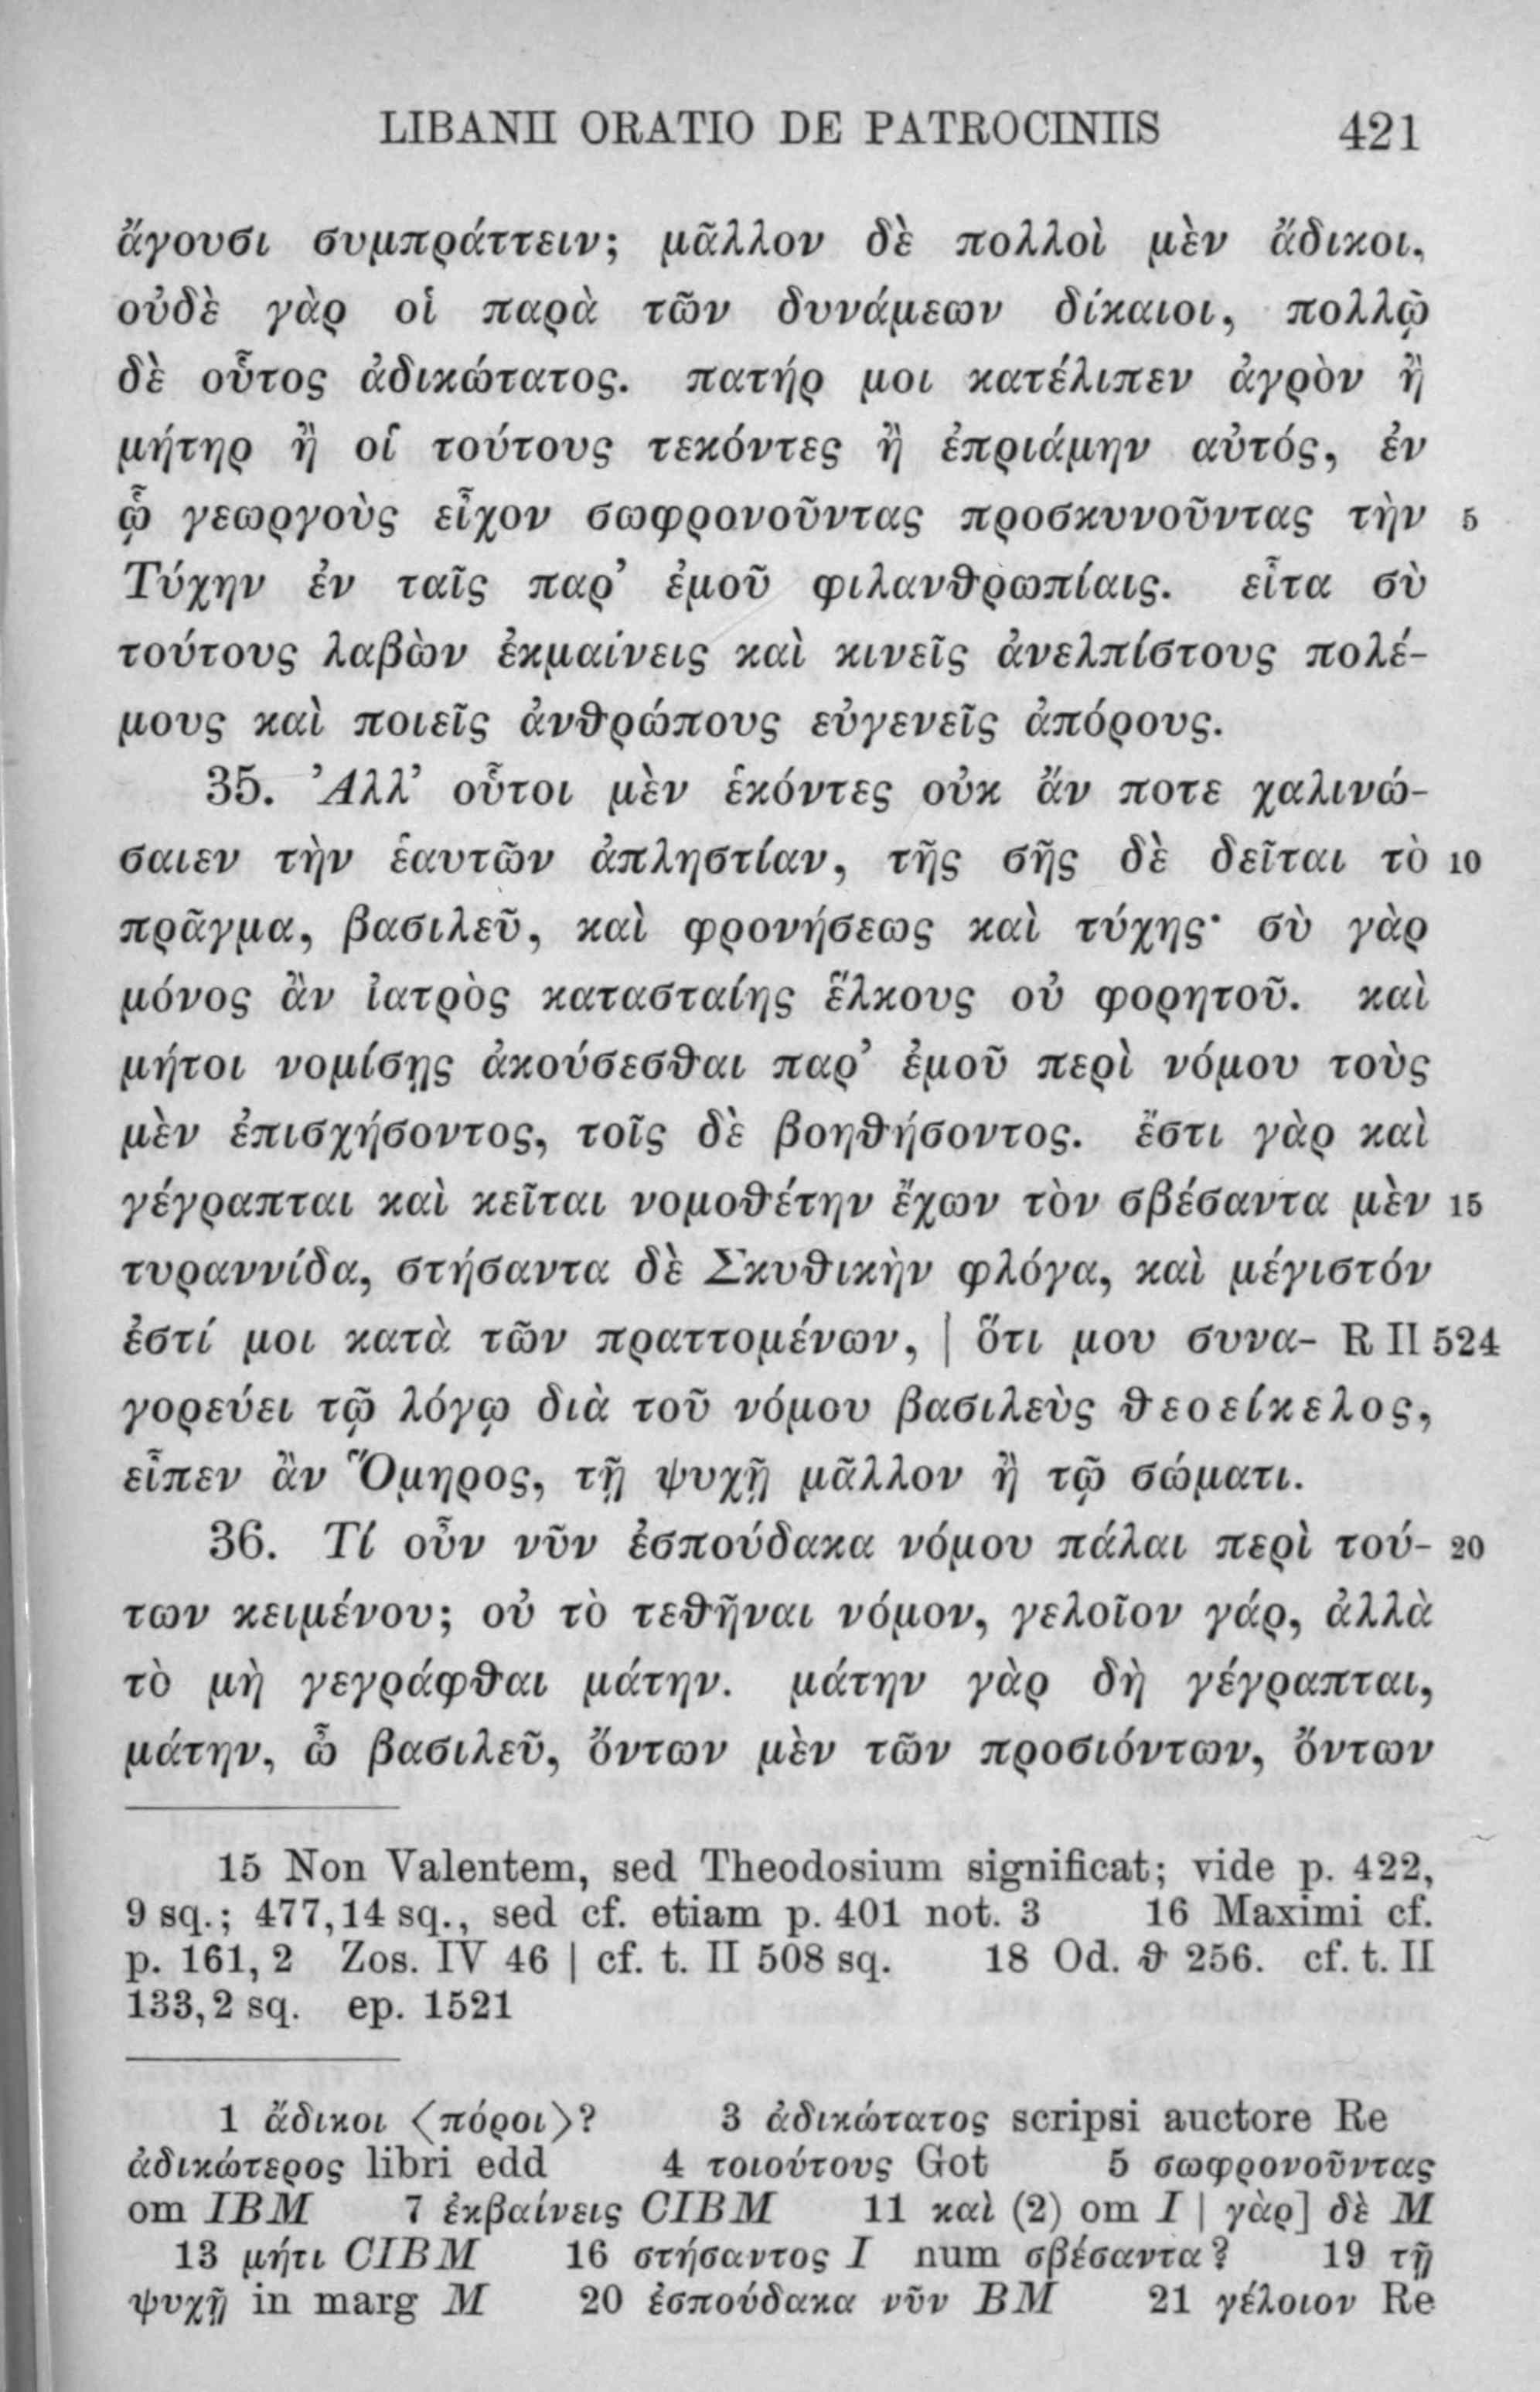 LIBANII ORATIO DE PATROCINIIS 421
ἄγουσι συμπράττειν; μᾶλλον δὲ πολλοὶ μὲν ἄδικοι,
οὐδὲ γὰρ οἱ παρὰ τῶν δυνάμεων δίκαιοι, πολλῷ
δὲ οὗτος ἀδικώτατος. πατήρ μοι κατέλιπεν ἀγρὸν ἢ
μήτηρ ἢ οἱ τούτους τεκόντες ἢ ἐπριάμην αὐτός, ἐν
ᾧ γεωργοὺς εἶχον σωφρονοῦντας προσκυνοῦντας τὴν 5
Τύχην ἐν ταῖς παρ’ ἐμοῦ φιλανθρωπίαις. εἶτα σὺ
τούτους λαβὼν ἐκμαίνεις καὶ κινεῖς ἀνελπίστους πολέ-
μους καὶ ποιεῖς ἀνθρώπους εὐγενεῖς ἀπόρους.
35. Ἀλλ’ οὗτοι μὲν ἑκόντες οὐκ ἄν ποτε χαλινώ-
σαιεν τὴν ἑαυτῶν ἀπληστίαν, τῆς σῆς δὲ δεῖται τὸ 10
πρᾶγμα, βασιλεῦ, καὶ φρονήσεως καὶ τύχης· σὺ γὰρ
μόνος ἂν ἰατρὸς κατασταίης ἕλκους οὐ φορητοῦ. καὶ
μήτοι νομίσῃς ἀκούσεσθαι παρ’ ἐμοῦ περὶ νόμου τοὺς
μὲν ἐπισχήσοντος, τοῖς δὲ βοηθήσοντος. ἔστι γὰρ καὶ
γέγραπται καὶ κεῖται νομοθέτην ἔχων τὸν σβέσαντα μὲν 15
τυραννίδα, στήσαντα δὲ Σκυθικὴν φλόγα, καὶ μέγιστόν
ἐστί μοι κατὰ τῶν πραττομένων, | ὅτι μου συνα- R II 524
γορεύει τῷ λόγῳ διὰ τοῦ νόμου βασιλεὺς θεοείκελος,
εἶπεν ἂν Ὅμηρος, τῇ ψυχῇ μᾶλλον ἢ τῷ σώματι.
36. Τί οὖν νῦν ἐσπούδακα νόμου πάλαι περὶ τού- 20
των κειμένου; οὐ τὸ τεθῆναι νόμον, γελοῖον γάρ, ἀλλὰ
τὸ μὴ γεγράφθαι μάτην. μάτην γὰρ δὴ γέγραπται,
μάτην, ὦ βασιλεῦ, ὄντων μὲν τῶν προσιόντων, ὄντων
15 Non Valentem, sed Theodosium significat; vide p. 422,
9 sq.; 477,14 sq., sed cf. etiam p. 401 not. 3 16 Maximi cf.
p. 161, 2 Zos. IV 46 | cf. t. II 508 sq. 18 Od. ϑ 256. cf. t. II
133,2 sq. ep. 1521
1 ἄδικοι ⟨πόροι⟩? 3 ἀδικώτατος scripsi auctore Re
ἀδικώτερος libri edd 4 τοιούτους Got 5 σωφρονοῦντας
om IBM 7 ἐκβαίνεις CIBM 11 καὶ (2) om I | γὰρ] δὲ M
13 μήτι CIBM 16 στήσαντος I num σβέσαντα? 19 τῇ
ψυχῇ in marg M 20 ἐσπούδακα νῦν BM 21 γέλοιον Re